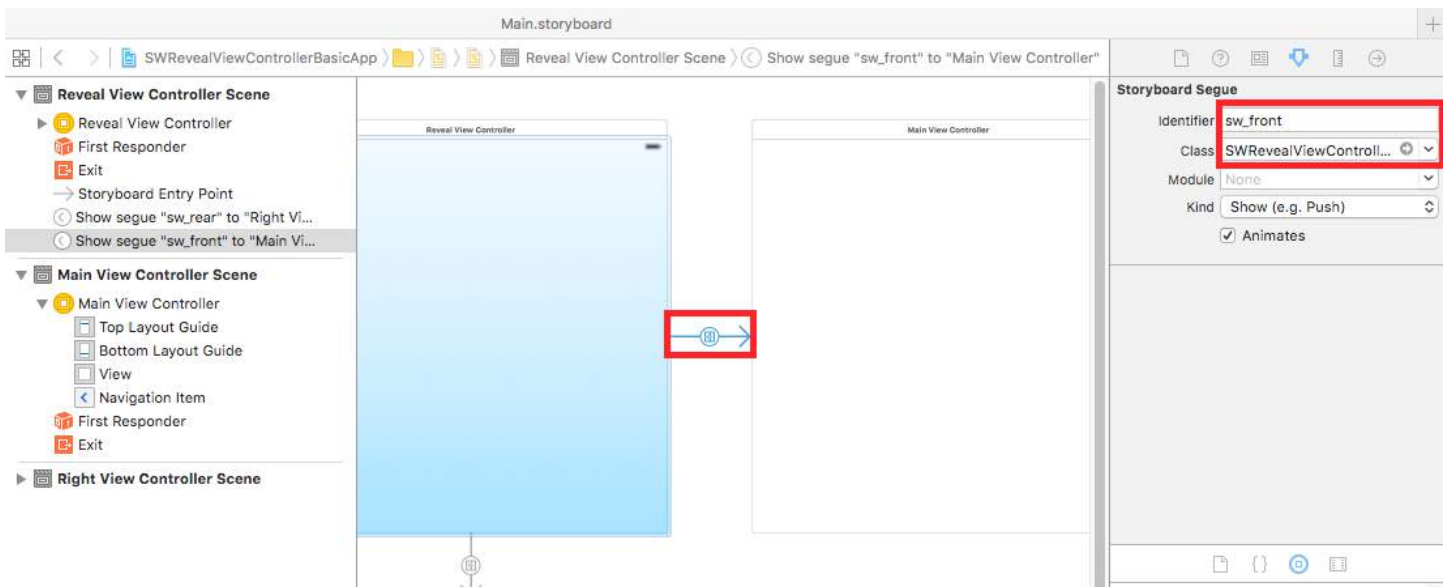 Main.storyboard
SWRevealViewControllerBasicApp
Reveal View Controller Scene
Show segue "sw_front" to "Main View Controller"
Reveal View Controller Scene
Reveal View Controller
First Responder
Exit
Storyboard Entry Point
Show segue "sw_rear" to "Right Vi...
Show segue "sw_front" to "Main Vi...
Main View Controller Scene
Main View Controller
Top Layout Guide
Bottom Layout Guide
View
Navigation Item
First Responder
Exit
Right View Controller Scene
Reveal View Controller
Main View Controller
Storyboard Segue
Identifier sw_front
Class SWRevealViewControll...
Module None
Kind Show (e.g. Push)
Animates